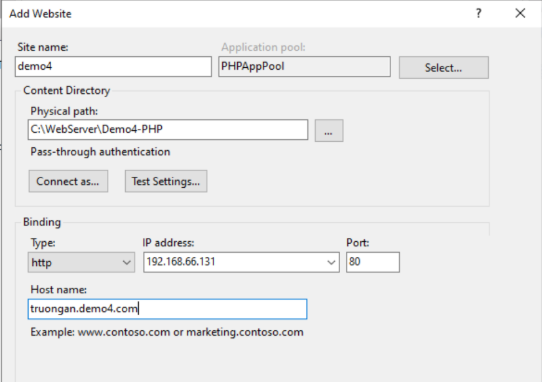 Add Website
?
Site name:
Application pool:
demo4
PHPAppPool
Select...
Content Directory
Physical path:
C:\WebServer\Demo4-PHP
...
Pass-through authentication
Connect as...
Test Settings...
Binding
Type:
IP address:
Port:
http
192.168.66.131
80
Host name:
truongan.demo4.com
Example: www.contoso.com or marketing.contoso.com